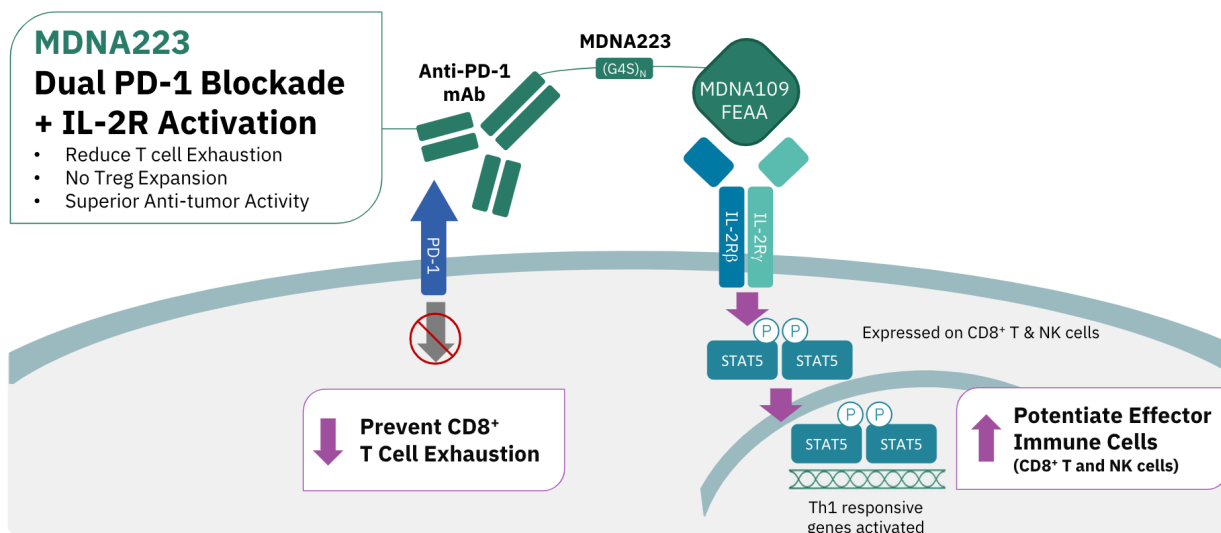 MDNA223
Dual PD-1 Blockade
+ IL-2R Activation
• Reduce T cell Exhaustion
• No Treg Expansion
• Superior Anti-tumor Activity
Anti-PD-1
mAb
MDNA223
(G4S)N
MDNA109
FEAA
PD-1
IL-2Rβ
IL-2Rγ
P P
STAT5 STAT5
Expressed on CD8⁺ T & NK cells
Prevent CD8⁺
T Cell Exhaustion
P P
STAT5 STAT5
Th1 responsive
genes activated
Potentiate Effector
Immune Cells
(CD8⁺ T and NK cells)